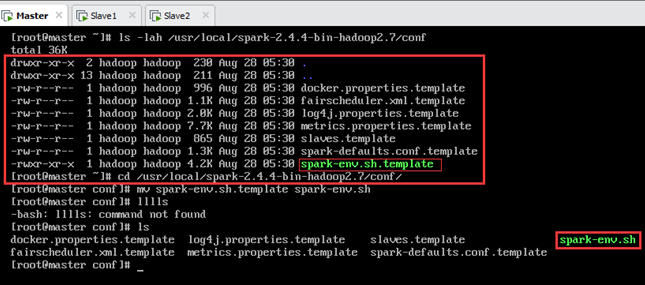 Master Slave1 Slave2
[root@master ~]# ls -lah /usr/local/spark-2.4.4-bin-hadoop2.7/conf
total 36K
drwxr-xr-x 2 hadoop hadoop 230 Aug 28 05:30 .
drwxr-xr-x 13 hadoop hadoop 211 Aug 28 05:30 ..
-rw-r--r-- 1 hadoop hadoop 996 Aug 28 05:30 docker.properties.template
-rw-r--r-- 1 hadoop hadoop 1.1K Aug 28 05:30 fairscheduler.xml.template
-rw-r--r-- 1 hadoop hadoop 2.0K Aug 28 05:30 log4j.properties.template
-rw-r--r-- 1 hadoop hadoop 7.7K Aug 28 05:30 metrics.properties.template
-rw-r--r-- 1 hadoop hadoop 865 Aug 28 05:30 slaves.template
-rw-r--r-- 1 hadoop hadoop 1.3K Aug 28 05:30 spark-defaults.conf.template
-rwxr-xr-x 1 hadoop hadoop 4.2K Aug 28 05:30 spark-env.sh.template
[root@master ~]# cd /usr/local/spark-2.4.4-bin-hadoop2.7/conf/
[root@master conf]# mv spark-env.sh.template spark-env.sh
[root@master conf]# lllls
-bash: lllls: command not found
[root@master conf]# ls
docker.properties.template log4j.properties.template slaves.template spark-env.sh
fairscheduler.xml.template metrics.properties.template spark-defaults.conf.template
[root@master conf]# _